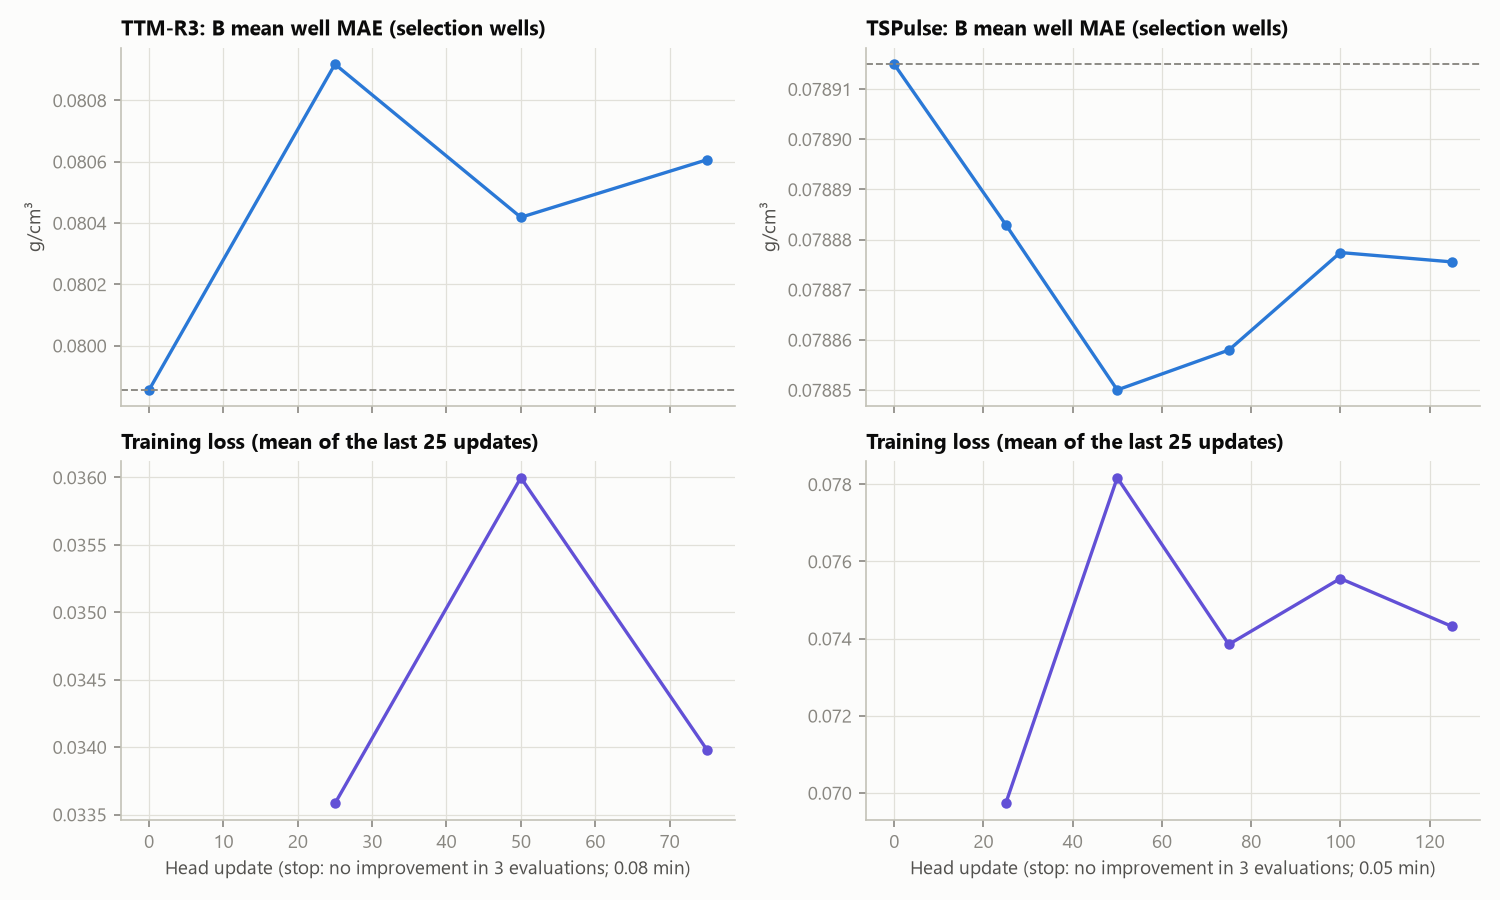 TTM-R3: B mean well MAE (selection wells)
g/cm³
0.0808
0.0806
0.0804
0.0802
0.0800
TSPulse: B mean well MAE (selection wells)
g/cm³
0.07891
0.07890
0.07889
0.07888
0.07887
0.07886
0.07885
Training loss (mean of the last 25 updates)
0.0360
0.0355
0.0350
0.0345
0.0340
0.0335
0 10 20 30 40 50 60 70
Head update (stop: no improvement in 3 evaluations; 0.08 min)
Training loss (mean of the last 25 updates)
0.078
0.076
0.074
0.072
0.070
0 20 40 60 80 100 120
Head update (stop: no improvement in 3 evaluations; 0.05 min)